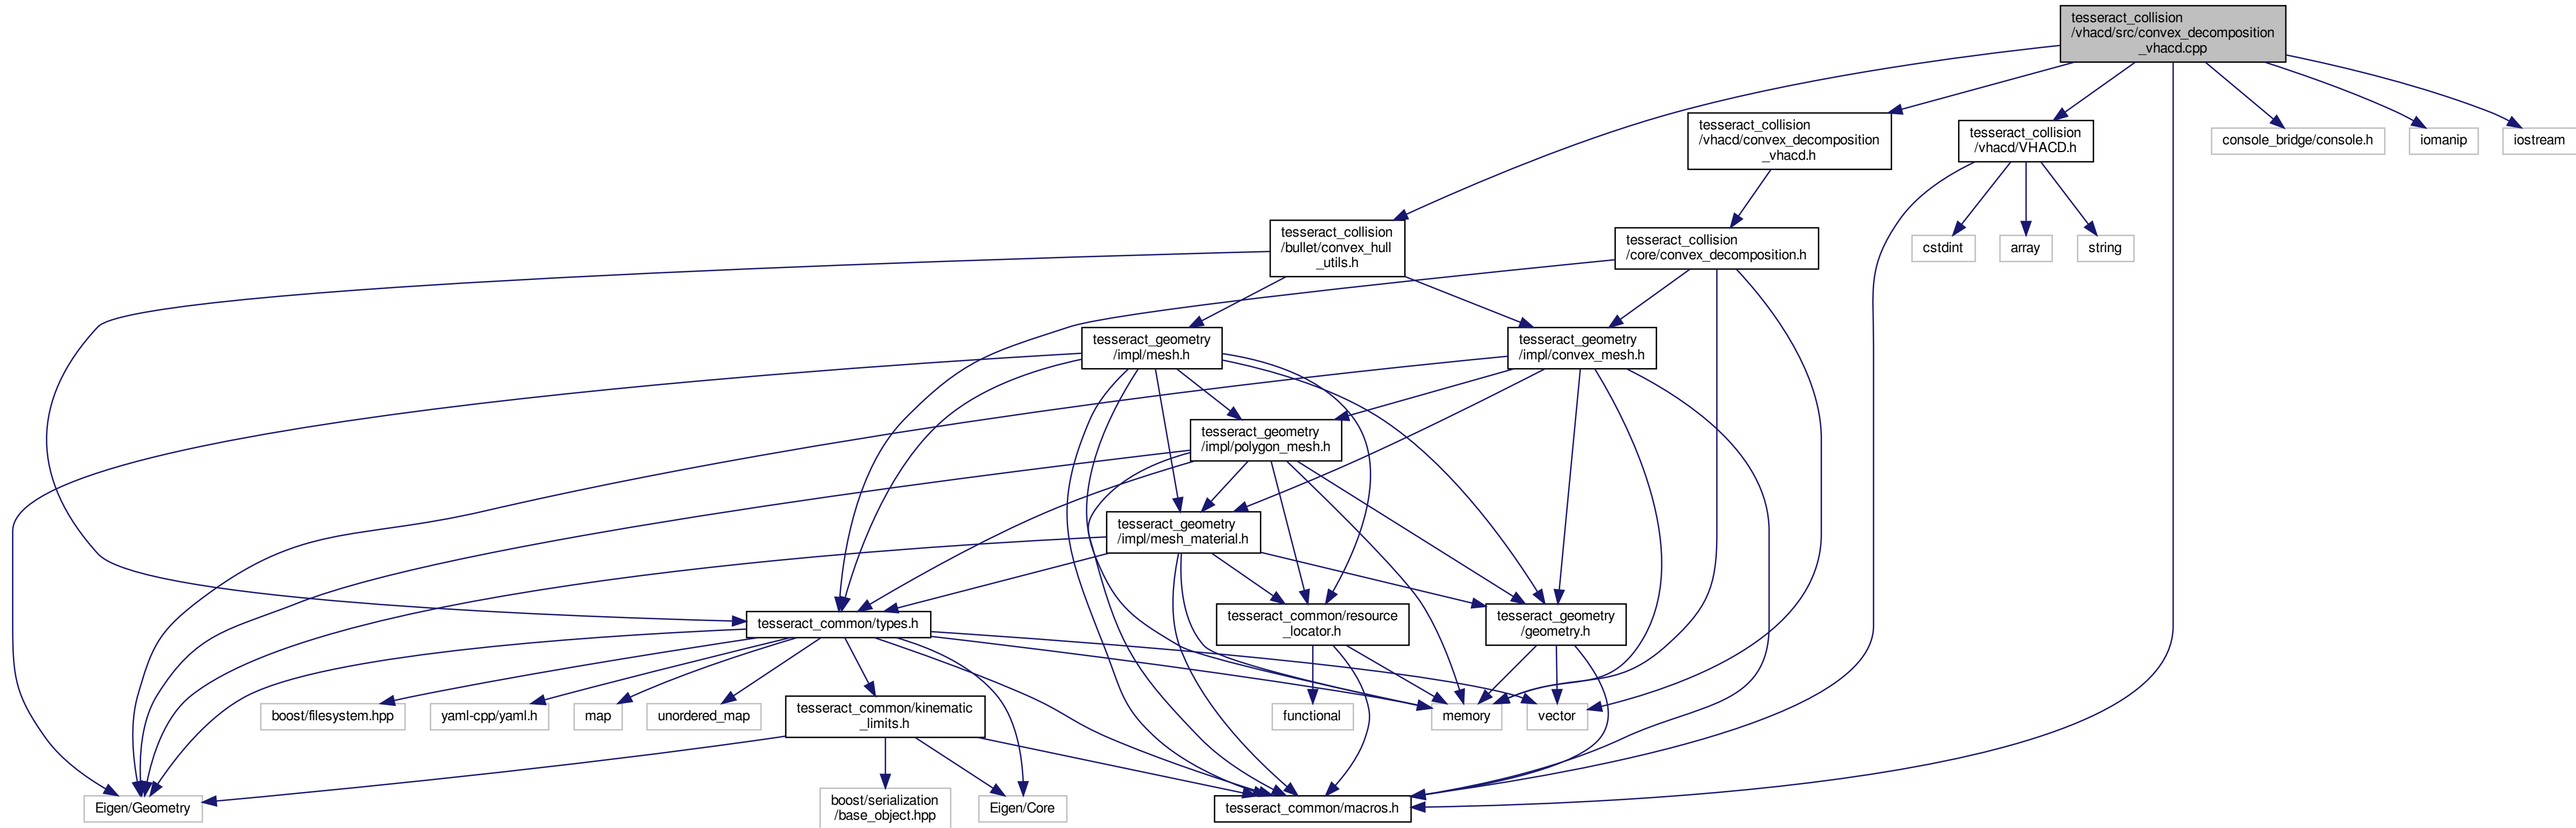 tesseract_collision
/vhacd/src/convex_decomposition
_vhacd.cpp
tesseract_collision
/vhacd/convex_decomposition
_vhacd.h
tesseract_collision
/vhacd/VHACD.h
console_bridge/console.h
iomanip
iostream
tesseract_collision
/bullet/convex_hull
_utils.h
tesseract_collision
/core/convex_decomposition.h
cstdint
array
string
tesseract_geometry
/impl/mesh.h
tesseract_geometry
/impl/convex_mesh.h
tesseract_geometry
/impl/polygon_mesh.h
tesseract_geometry
/impl/mesh_material.h
tesseract_common/types.h
tesseract_common/resource
_locator.h
tesseract_geometry
/geometry.h
boost/filesystem.hpp
yaml-cpp/yaml.h
map
unordered_map
tesseract_common/kinematic
_limits.h
functional
memory
vector
Eigen/Geometry
boost/serialization
/base_object.hpp
Eigen/Core
tesseract_common/macros.h